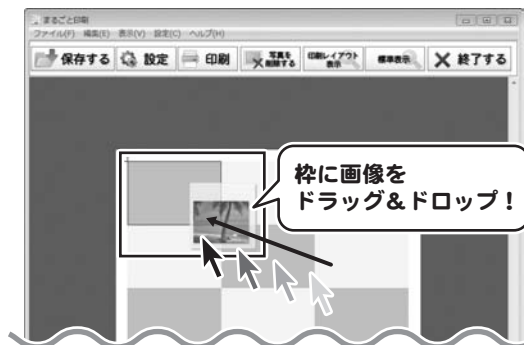 まるごと印刷
ファイル(F) 編集(E) 表示(V) 設定(C) ヘルプ(H)
保存する 設定 印刷 写真を削除する 印刷レイアウト表示 標準表示 終了する
枠に画像を
ドラッグ&ドロップ！